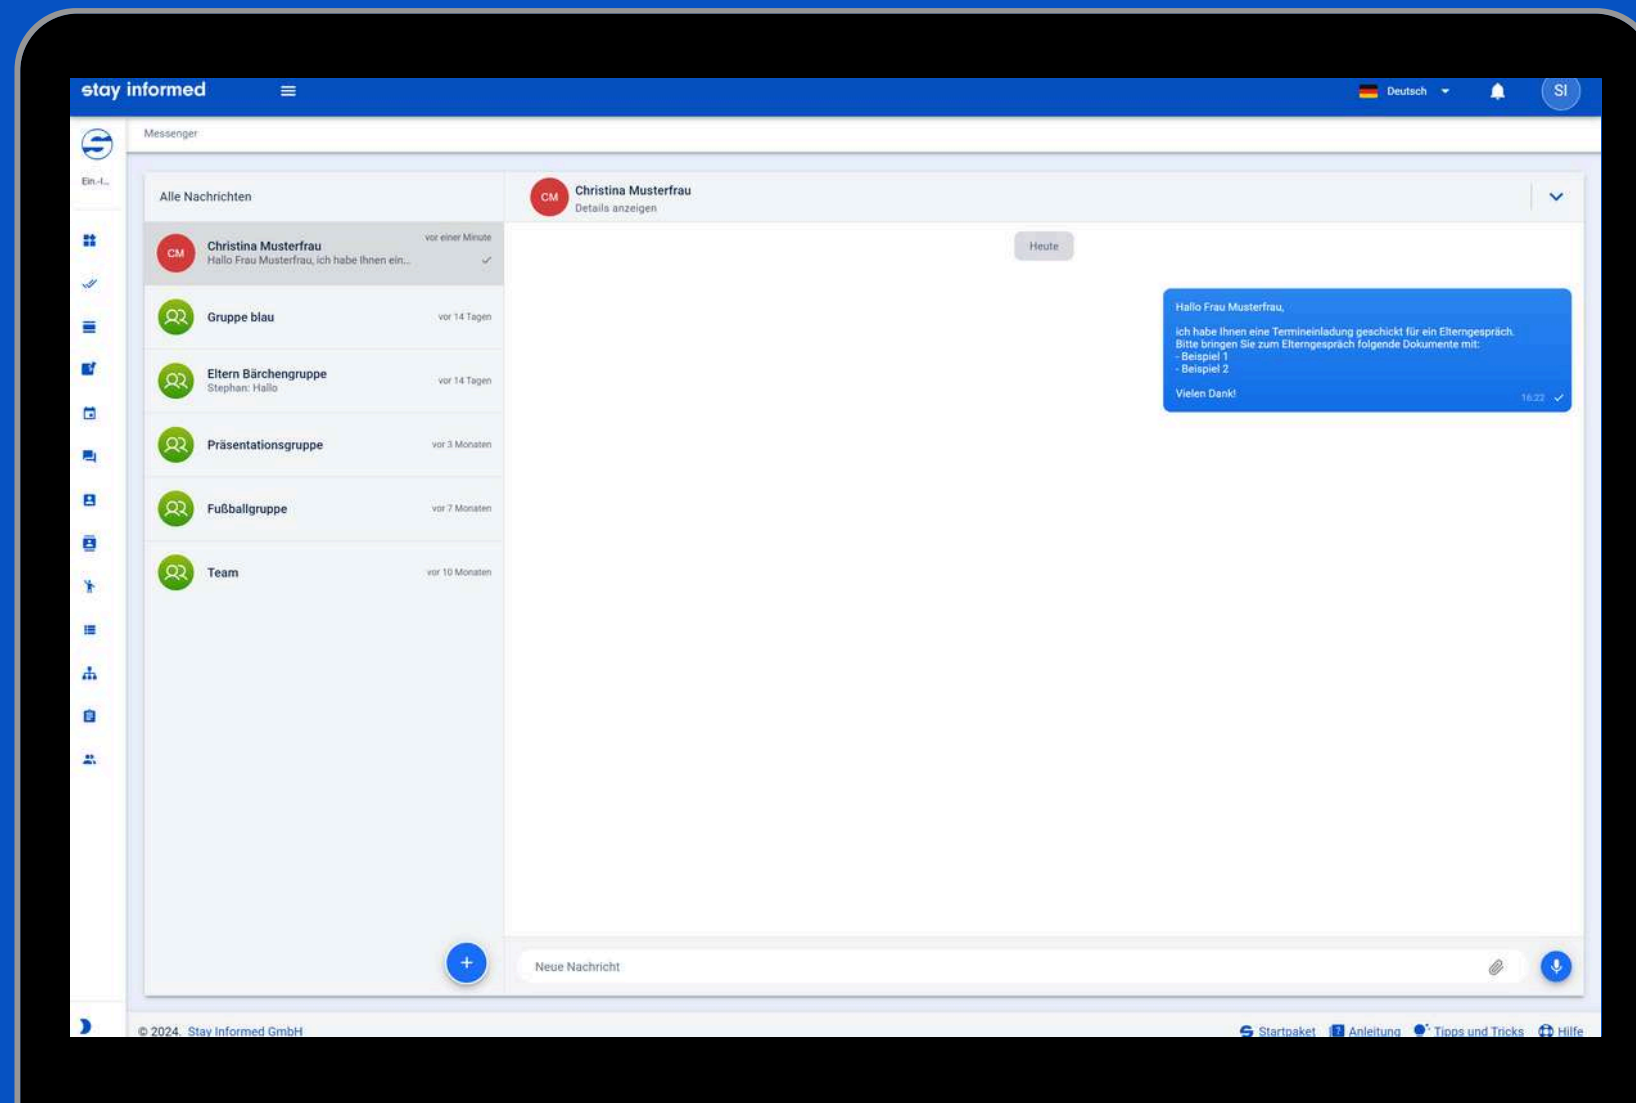 stay informed
Deutsch
SI
Messenger
Ein.-I...
Alle Nachrichten
CM
Christina Musterfrau
vor einer Minute
Hallo Frau Musterfrau, ich habe Ihnen ein...
Gruppe blau
vor 14 Tagen
Eltern Bärchengruppe
vor 14 Tagen
Stephan: Hallo
Präsentationsgruppe
vor 3 Monaten
Fußballgruppe
vor 7 Monaten
Team
vor 10 Monaten
CM
Christina Musterfrau
Details anzeigen
Heute
Hallo Frau Musterfrau,
ich habe Ihnen eine Termineinladung geschickt für ein Elterngespräch.
Bitte bringen Sie zum Elterngespräch folgende Dokumente mit:
- Beispiel 1
- Beispiel 2
Vielen Dank!
16:22
Neue Nachricht
© 2024. Stay Informed GmbH
Startpaket
Anleitung
Tipps und Tricks
Hilfe